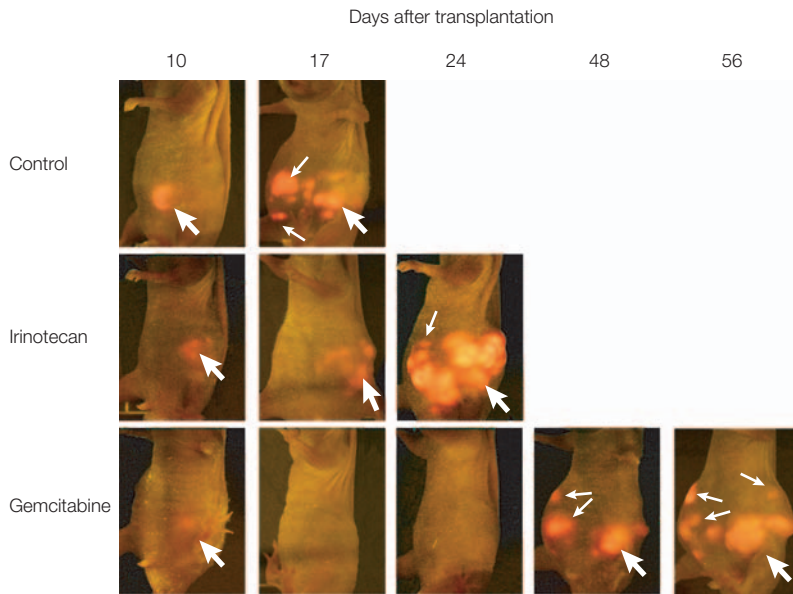 Days after transplantation
10 17 24 48 56
Control
Irinotecan
Gemcitabine